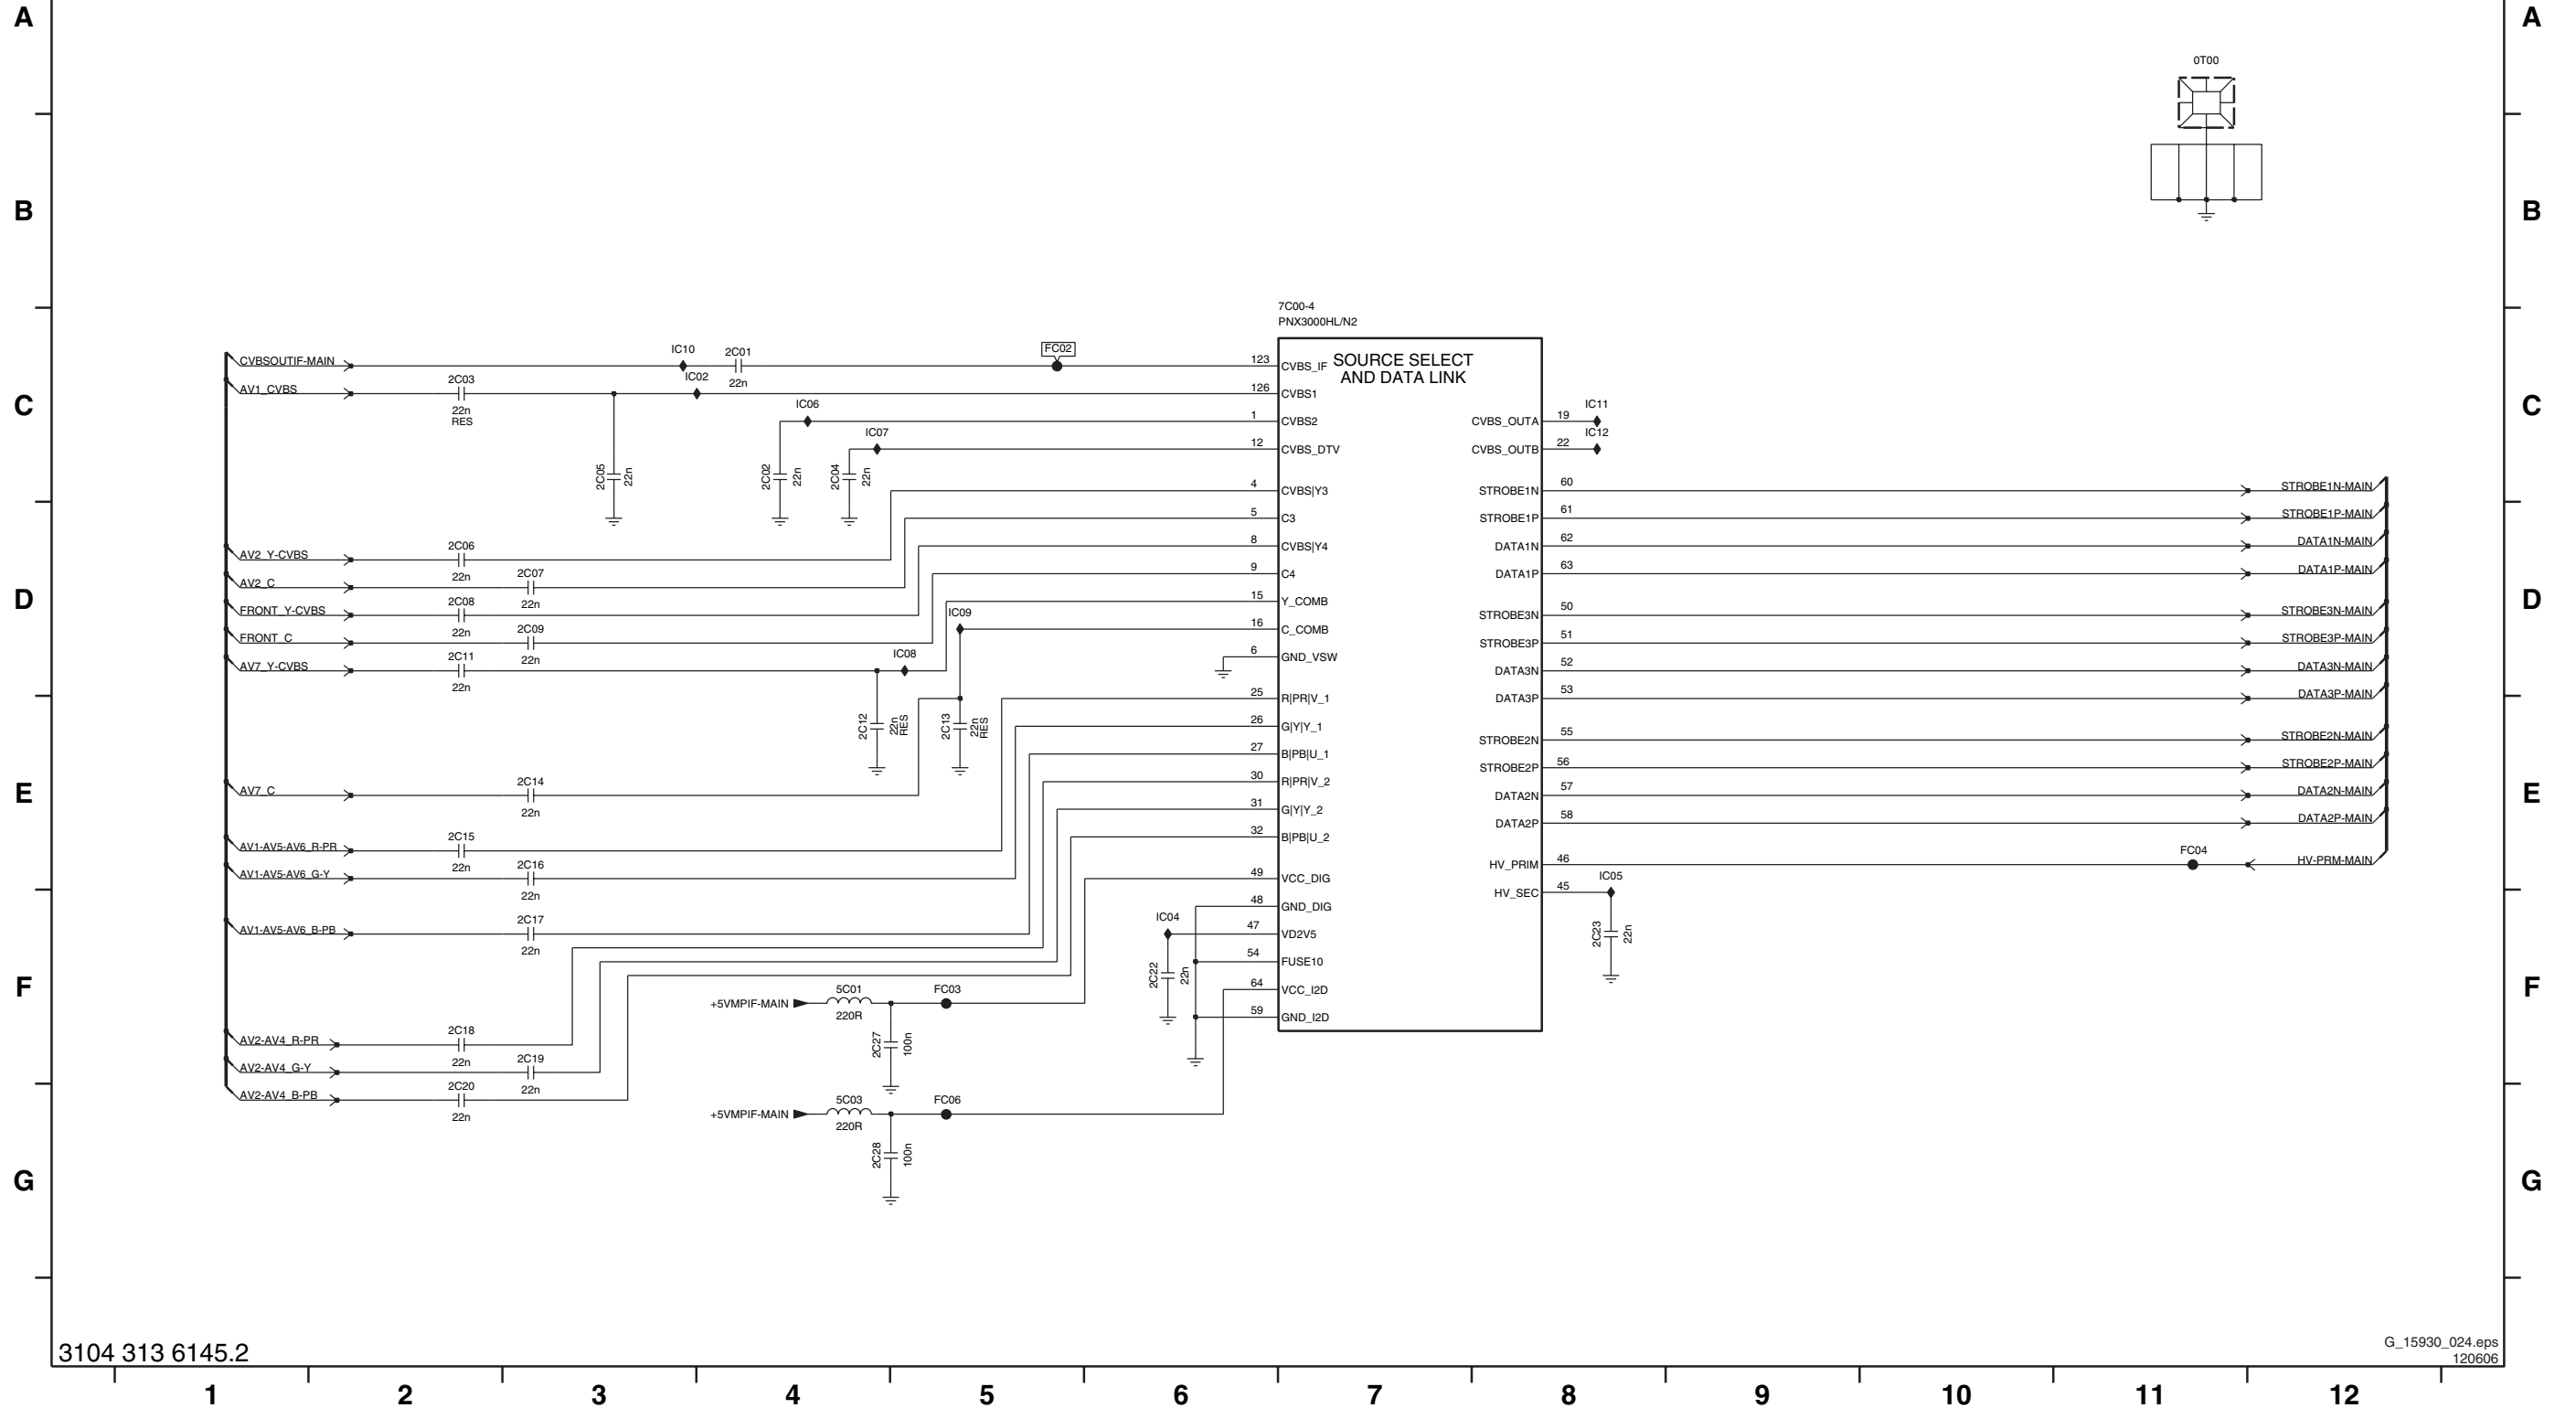 A
A
0T00
B
B
7C00-4
PNX3000HL/N2
SOURCE SELECT
AND DATA LINK
CVBSOUTIF-MAIN
IC10
2C01
22n
FC02
123
CVBS_IF
AV1_CVBS
2C03
22n
RES
IC02
126
CVBS1
C
C
IC06
1
CVBS2
CVBS_OUTA
19
IC11
IC07
12
CVBS_DTV
CVBS_OUTB
22
IC12
2C05
22n
2C02
22n
2C04
22n
4
CVBS|Y3
STROBE1N
60
STROBE1N-MAIN
5
C3
STROBE1P
61
STROBE1P-MAIN
AV2_Y-CVBS
2C06
22n
8
CVBS|Y4
DATA1N
62
DATA1N-MAIN
AV2_C
2C07
22n
9
C4
DATA1P
63
DATA1P-MAIN
D
D
FRONT_Y-CVBS
2C08
22n
15
Y_COMB
STROBE3N
50
STROBE3N-MAIN
FRONT_C
2C09
22n
IC09
16
C_COMB
STROBE3P
51
STROBE3P-MAIN
AV7_Y-CVBS
2C11
22n
IC08
6
GND_VSW
DATA3N
52
DATA3N-MAIN
25
R|PR|V_1
DATA3P
53
DATA3P-MAIN
2C12
22n
RES
2C13
22n
RES
26
G|Y|Y_1
STROBE2N
55
STROBE2N-MAIN
27
B|PB|U_1
STROBE2P
56
STROBE2P-MAIN
E
E
AV7_C
2C14
22n
30
R|PR|V_2
DATA2N
57
DATA2N-MAIN
31
G|Y|Y_2
DATA2P
58
DATA2P-MAIN
AV1-AV5-AV6_R-PR
2C15
22n
32
B|PB|U_2
HV_PRIM
46
FC04
HV-PRM-MAIN
AV1-AV5-AV6_G-Y
2C16
22n
49
VCC_DIG
HV_SEC
45
IC05
48
GND_DIG
AV1-AV5-AV6_B-PB
2C17
22n
IC04
47
VD2V5
2C23
22n
54
FUSE10
2C22
22n
F
F
64
VCC_I2D
+5VMPIF-MAIN
5C01
220R
FC03
59
GND_I2D
AV2-AV4_R-PR
2C18
22n
2C27
100n
AV2-AV4_G-Y
2C19
22n
AV2-AV4_B-PB
2C20
22n
+5VMPIF-MAIN
5C03
220R
FC06
2C28
100n
G
G
3104 313 6145.2
G_15930_024.eps
120606
1 2 3 4 5 6 7 8 9 10 11 12